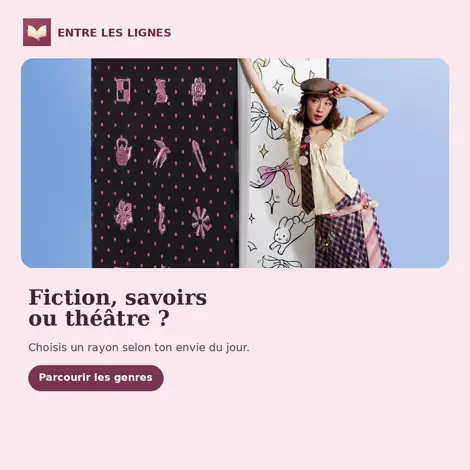 ENTRE LES LIGNES
Fiction, savoirs
ou théâtre ?
Choisis un rayon selon ton envie du jour.
Parcourir les genres